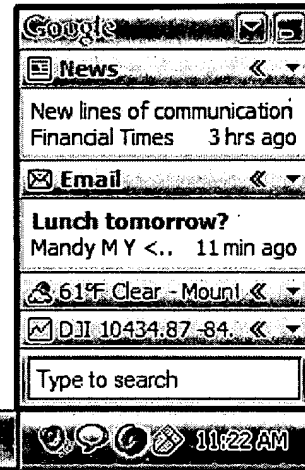 Google
News
New lines of communication
Financial Times 3 hrs ago
Email
Lunch tomorrow?
Mandy M Y <.. 11 min ago
61°F Clear - Mount
DJI 10434.87 -84.
Type to search
11:22 AM